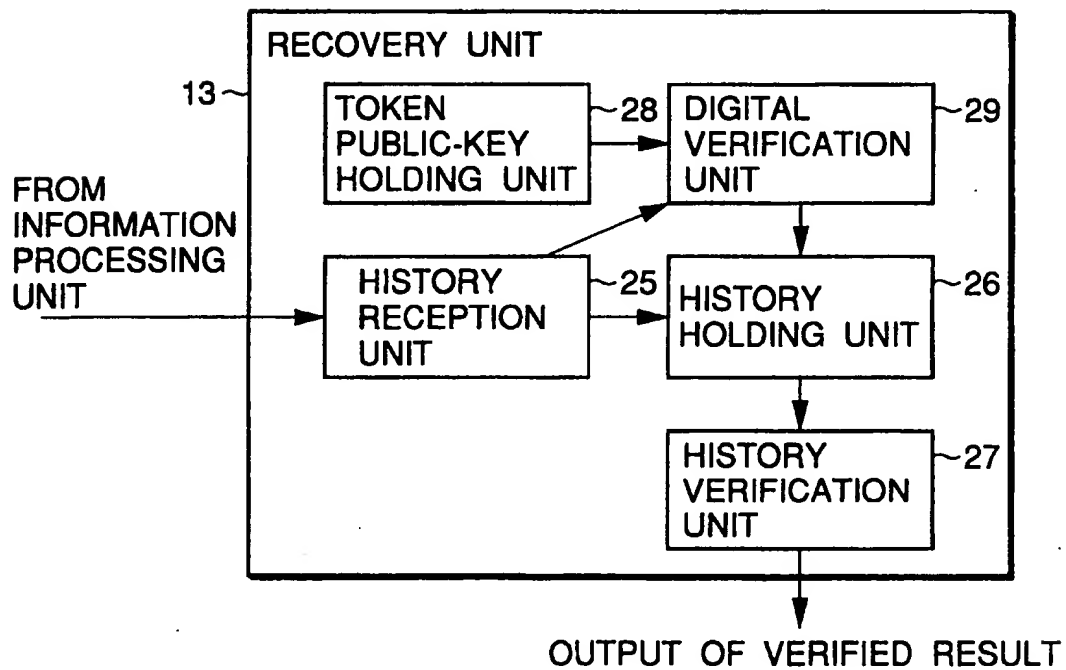 RECOVERY UNIT
13
TOKEN
PUBLIC-KEY
HOLDING UNIT
28
DIGITAL
VERIFICATION
UNIT
29
FROM
INFORMATION
PROCESSING
UNIT
HISTORY
RECEPTION
UNIT
25
HISTORY
HOLDING UNIT
26
HISTORY
VERIFICATION
UNIT
27
OUTPUT OF VERIFIED RESULT